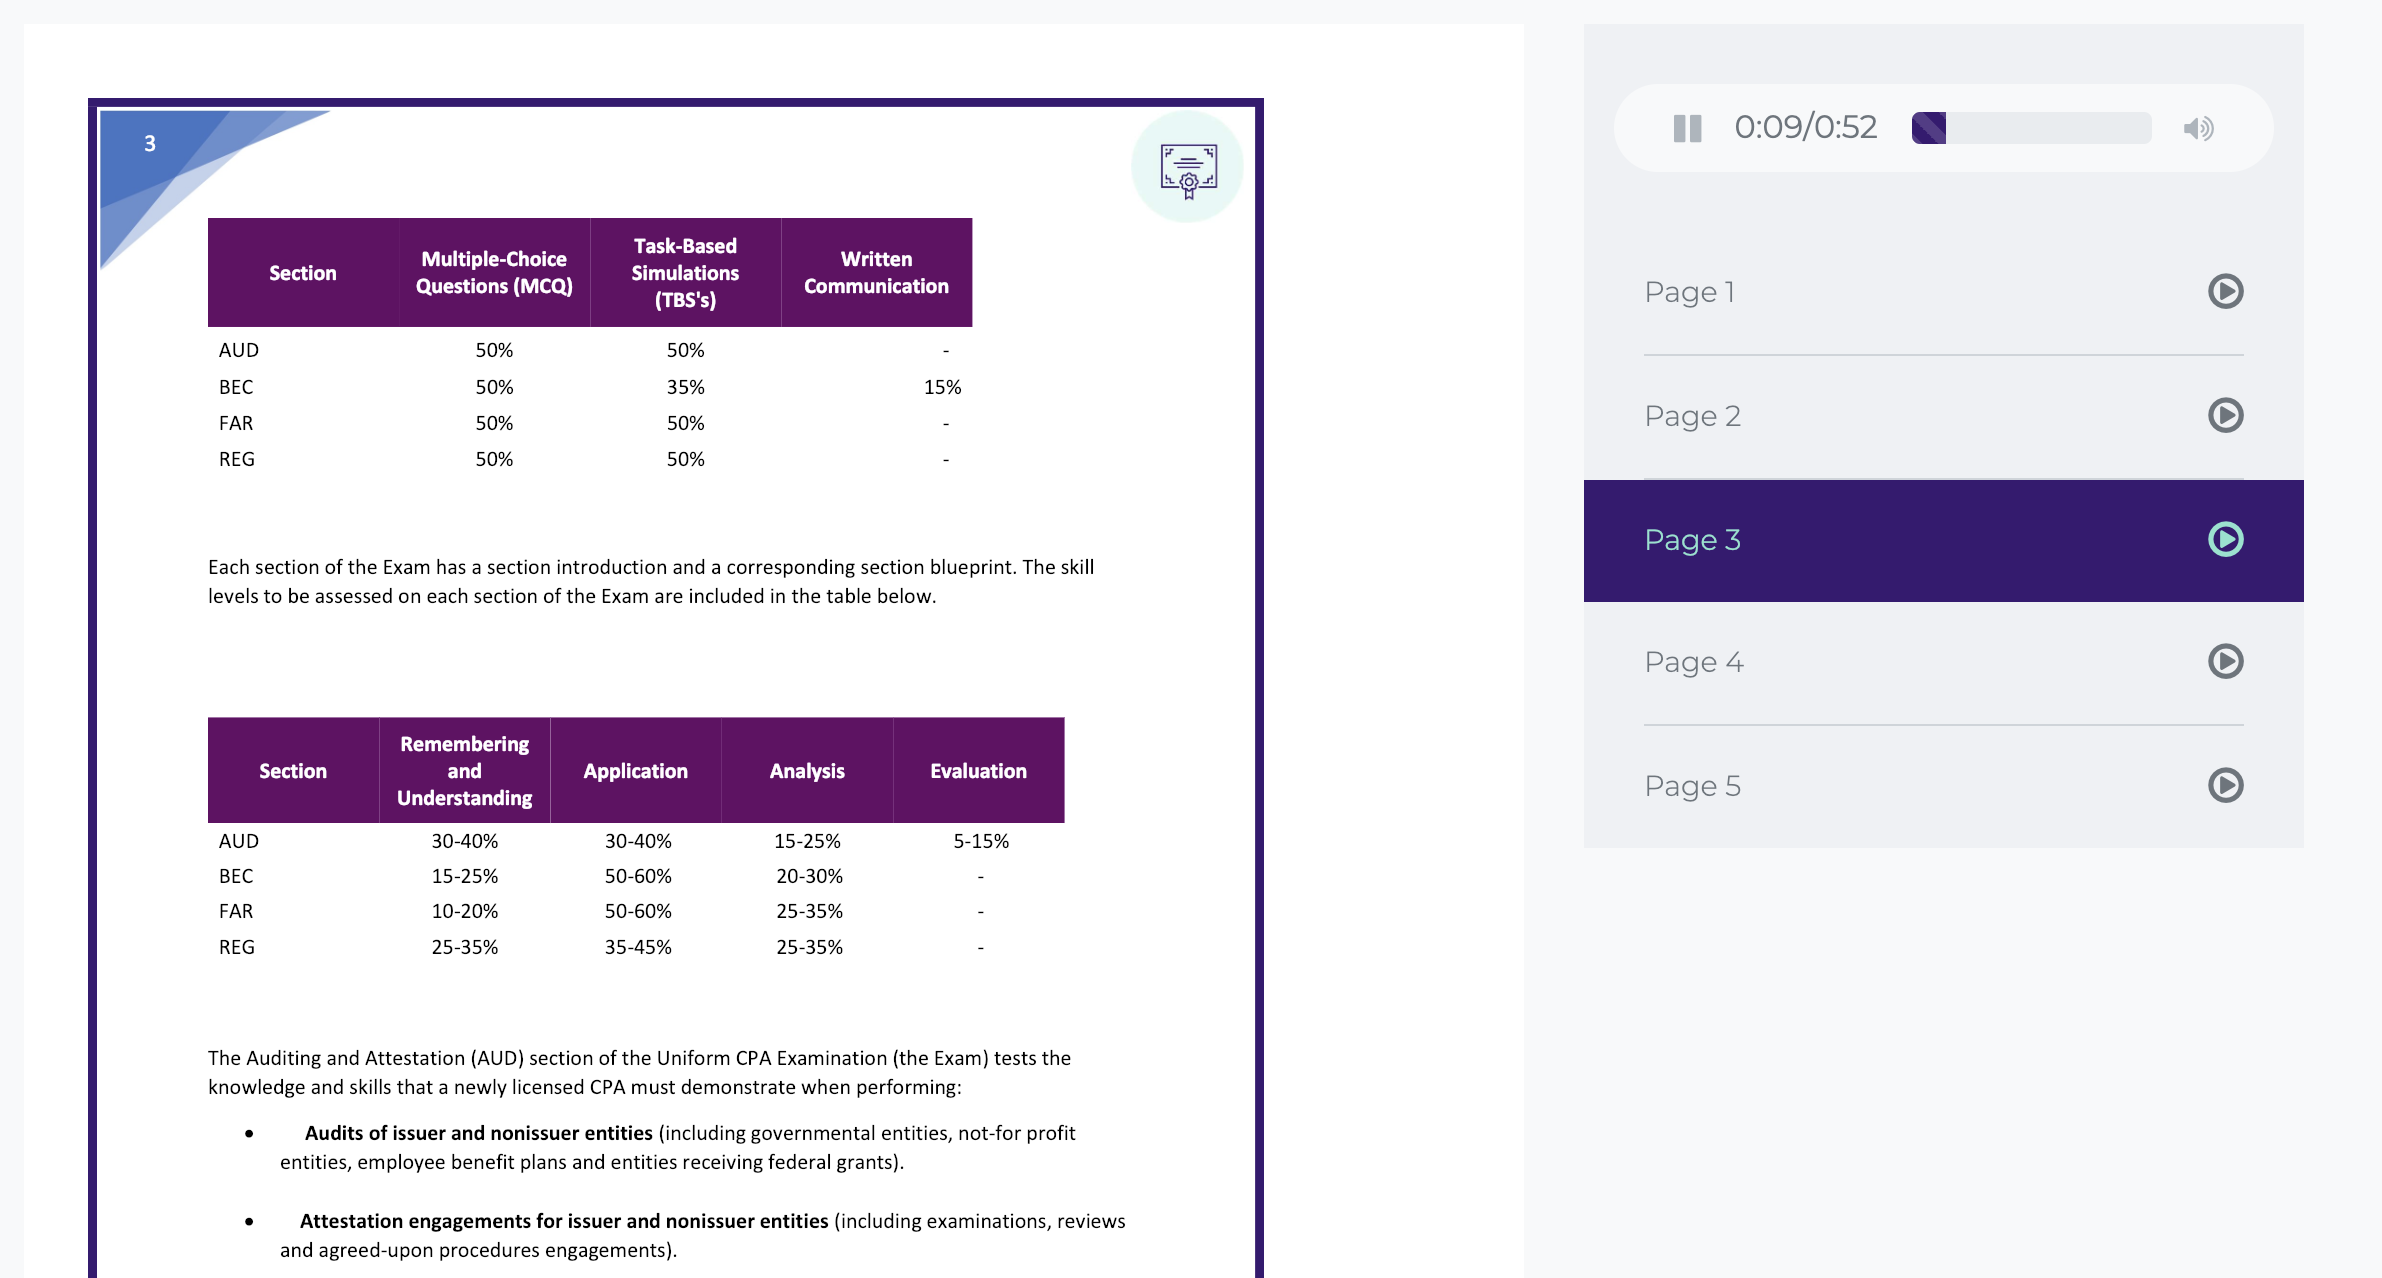 3
Section Multiple-Choice Questions (MCQ) Task-Based Simulations (TBS's) Written Communication
AUD 50% 50% -
BEC 50% 35% 15%
FAR 50% 50% -
REG 50% 50% -
Each section of the Exam has a section introduction and a corresponding section blueprint. The skill
levels to be assessed on each section of the Exam are included in the table below.
Section Remembering and Understanding Application Analysis Evaluation
AUD 30-40% 30-40% 15-25% 5-15%
BEC 15-25% 50-60% 20-30% -
FAR 10-20% 50-60% 25-35% -
REG 25-35% 35-45% 25-35% -
The Auditing and Attestation (AUD) section of the Uniform CPA Examination (the Exam) tests the
knowledge and skills that a newly licensed CPA must demonstrate when performing:
• Audits of issuer and nonissuer entities (including governmental entities, not-for profit
entities, employee benefit plans and entities receiving federal grants).
• Attestation engagements for issuer and nonissuer entities (including examinations, reviews
and agreed-upon procedures engagements).
0:09/0:52
Page 1
Page 2
Page 3
Page 4
Page 5